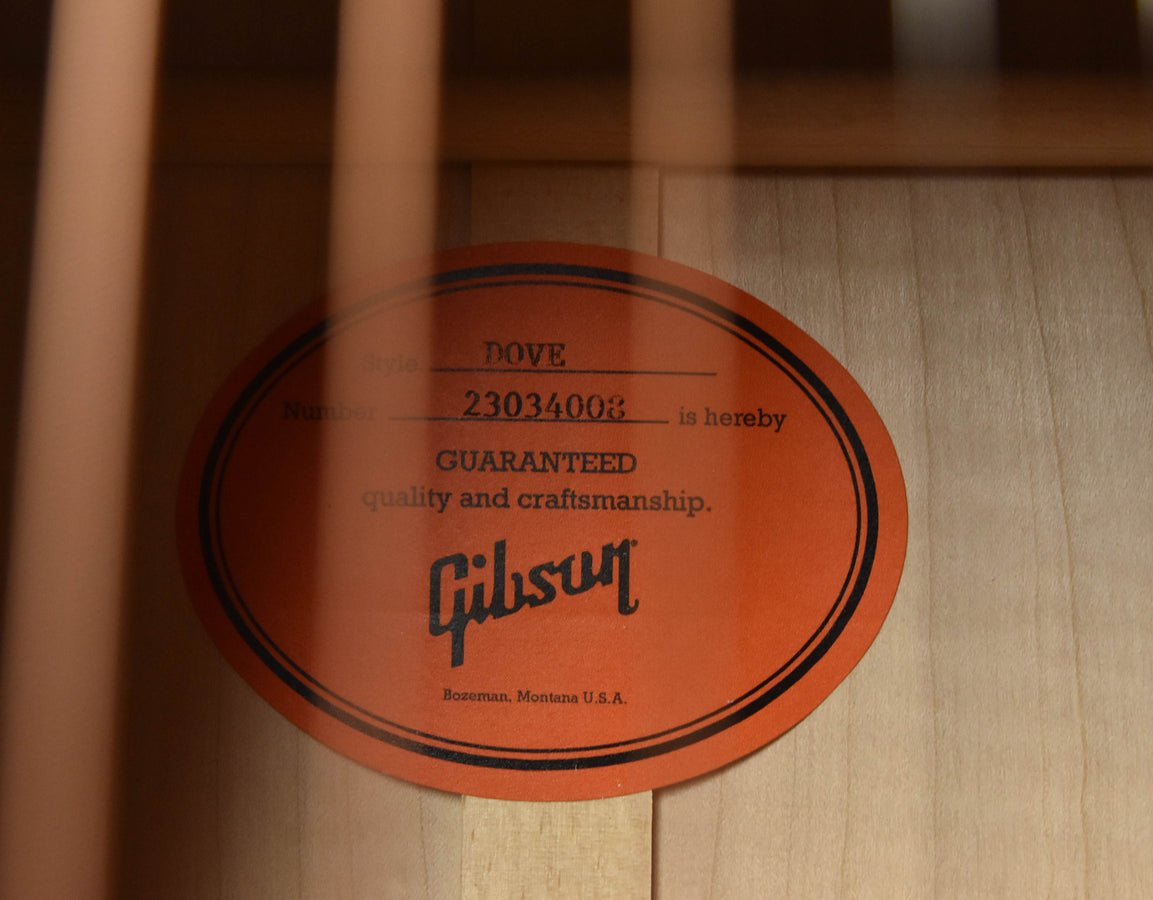 Style DOVE
Number 23034008 is hereby
GUARANTEED
quality and craftsmanship.
Gibson
Bozeman, Montana U.S.A.